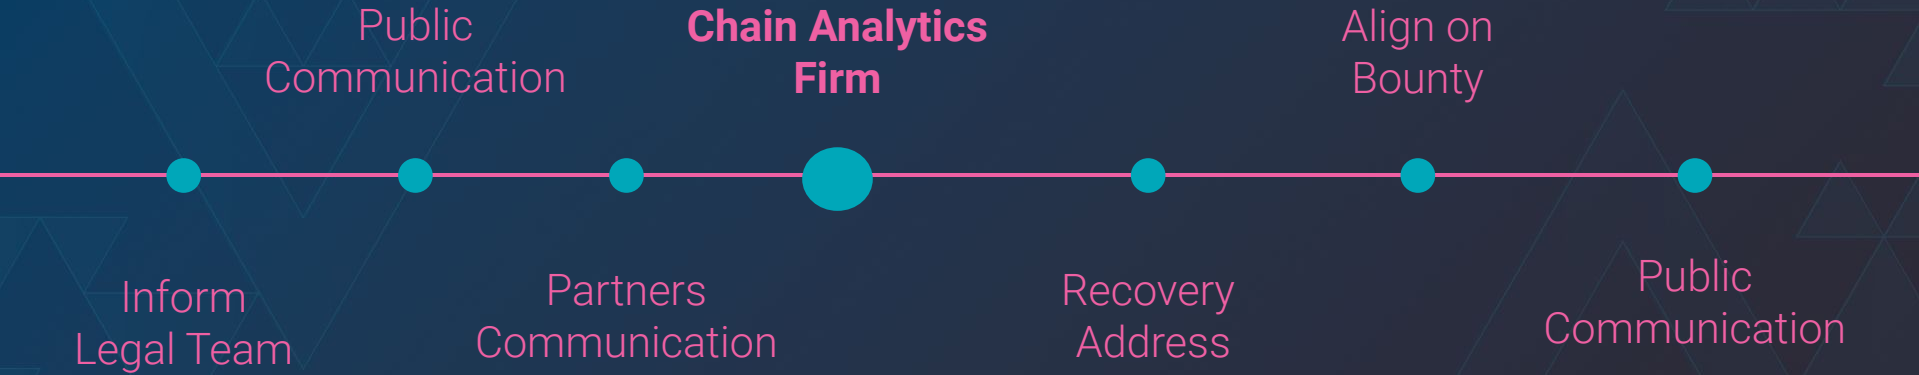 Public
Communication
Chain Analytics
Firm
Align on
Bounty
Inform
Legal Team
Partners
Communication
Recovery
Address
Public
Communication